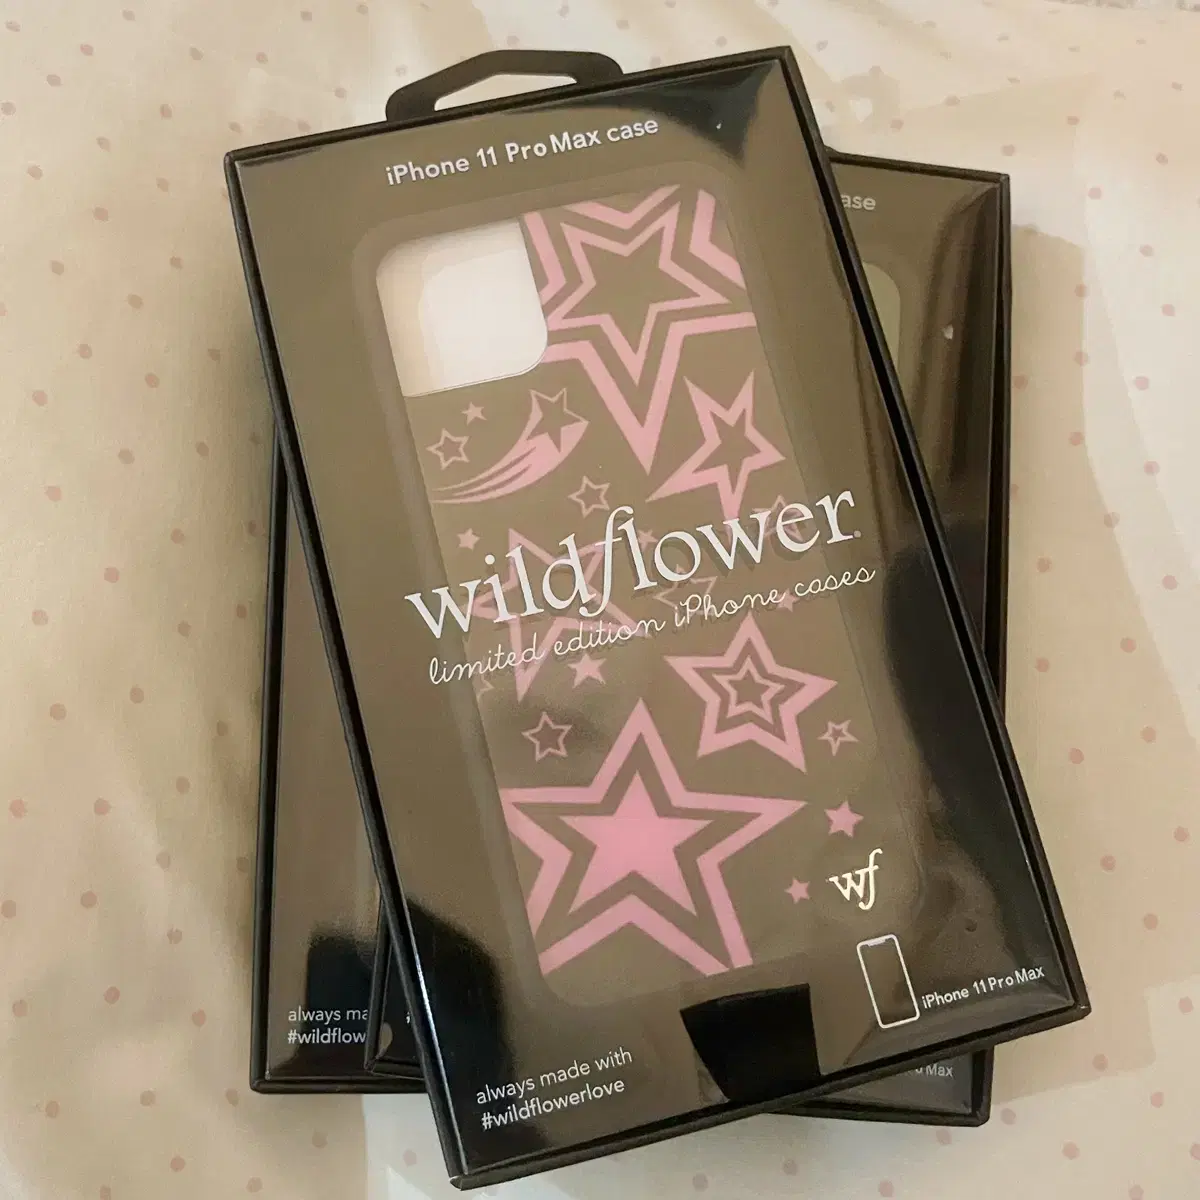 iPhone 11 Pro Max case
ase
wildflower
limited edition iPhone cases
wf
iPhone 11 Pro Max
always made with
#wildflowerlove
always ma
#wildflow
Max